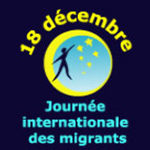 18 décembre
Journée
internationale
des migrants